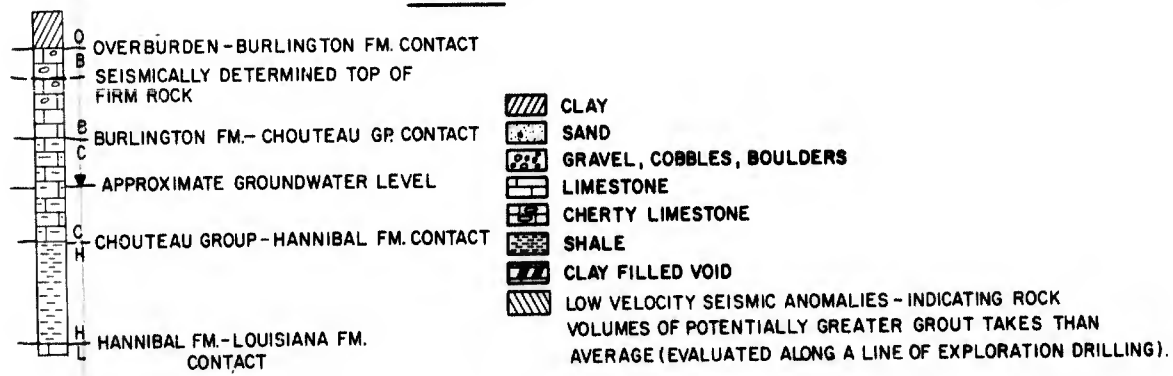 O
OVERBURDEN-BURLINGTON FM. CONTACT
B
SEISMICALLY DETERMINED TOP OF
FIRM ROCK
B
BURLINGTON FM.-CHOUTEAU GP. CONTACT
C
APPROXIMATE GROUNDWATER LEVEL
C
CHOUTEAU GROUP-HANNIBAL FM. CONTACT
H
H
HANNIBAL FM.-LOUISIANA FM.
L
CONTACT
CLAY
SAND
GRAVEL, COBBLES, BOULDERS
LIMESTONE
CHERTY LIMESTONE
SHALE
CLAY FILLED VOID
LOW VELOCITY SEISMIC ANOMALIES-INDICATING ROCK
VOLUMES OF POTENTIALLY GREATER GROUT TAKES THAN
AVERAGE (EVALUATED ALONG A LINE OF EXPLORATION DRILLING).